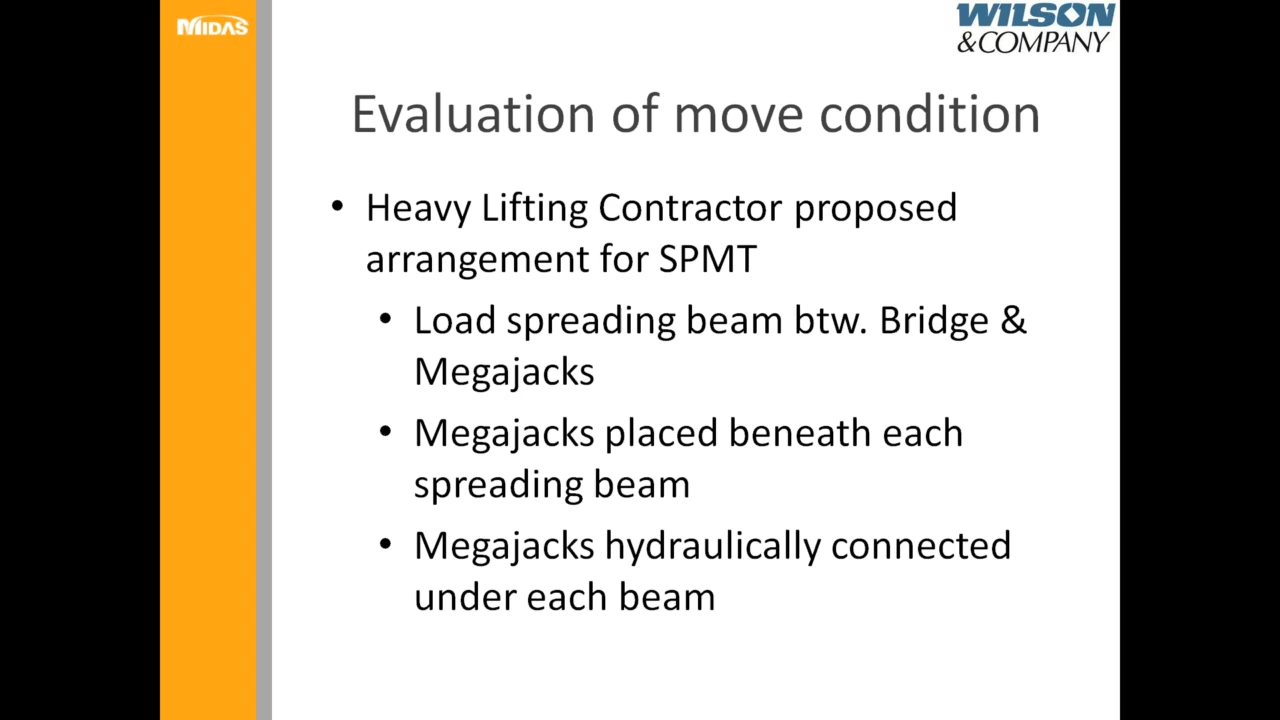 MIDAS
WILSON
&COMPANY
Evaluation of move condition
• Heavy Lifting Contractor proposed
arrangement for SPMT
• Load spreading beam btw. Bridge &
Megajacks
• Megajacks placed beneath each
spreading beam
• Megajacks hydraulically connected
under each beam